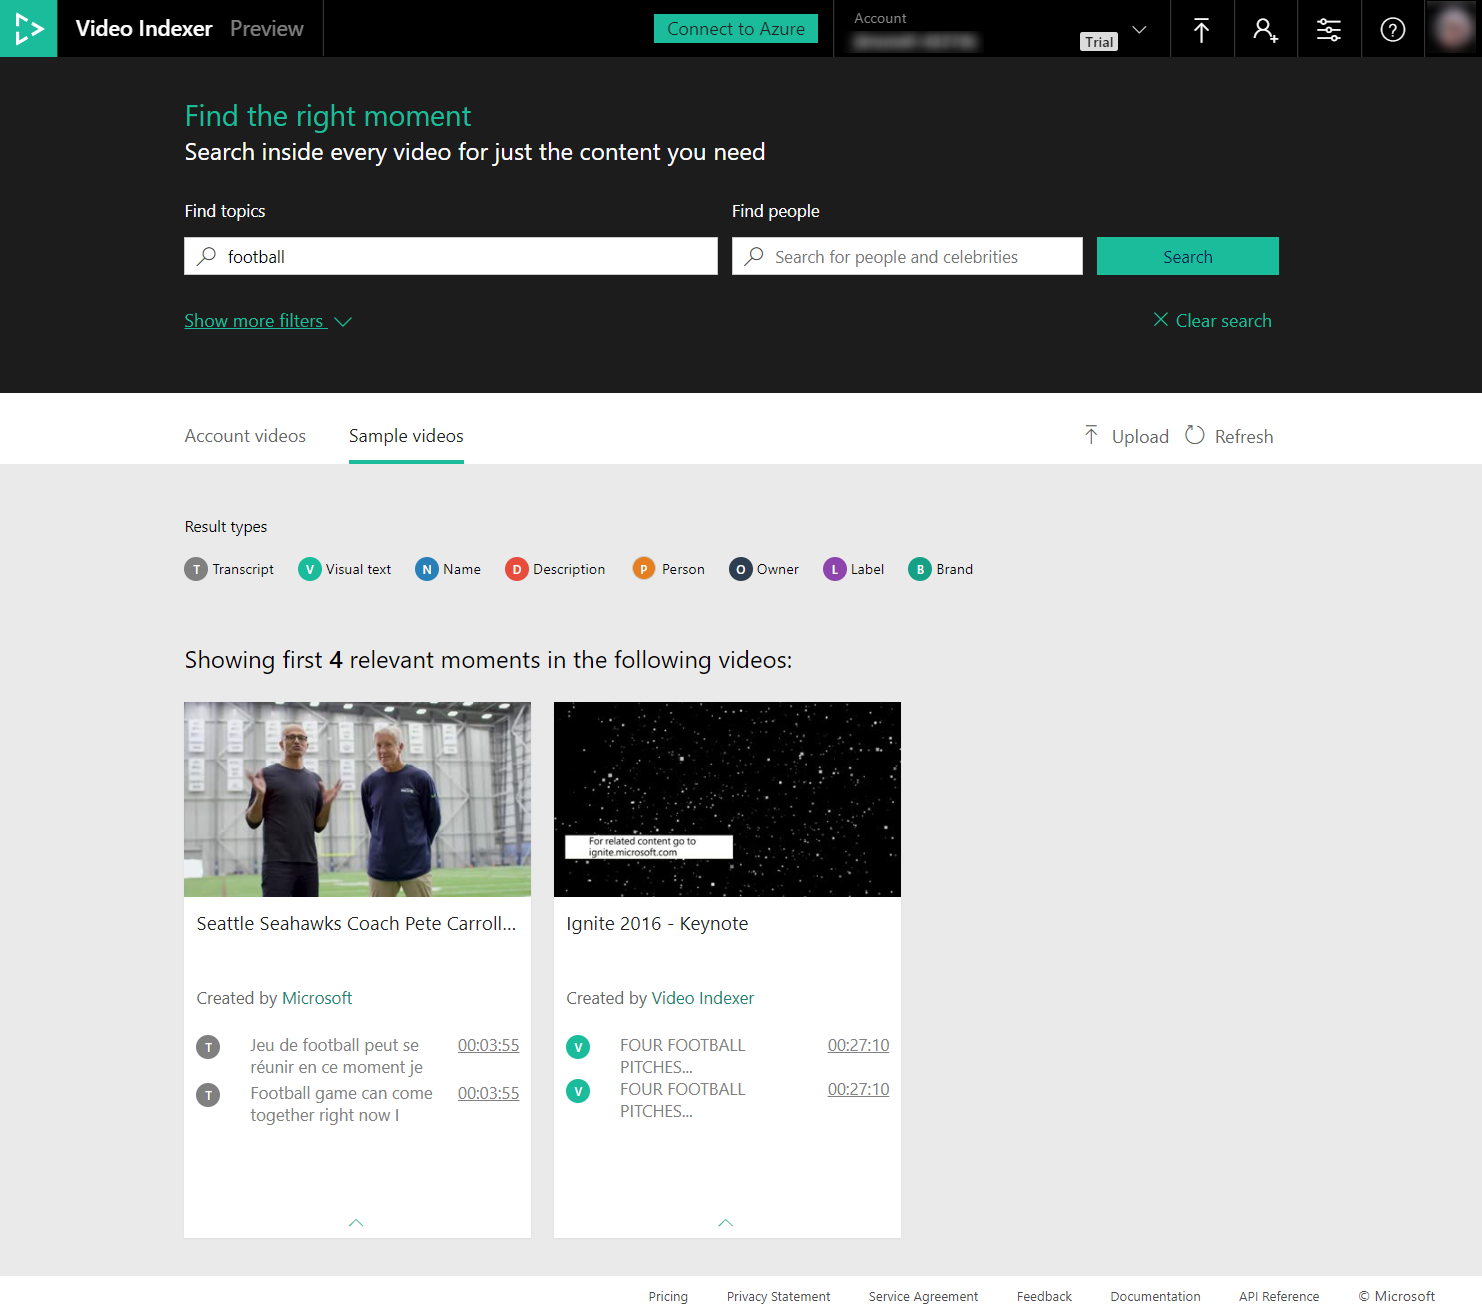 Video Indexer Preview
Connect to Azure
Account
Trial
Find the right moment
Search inside every video for just the content you need
Find topics
Find people
football
Search for people and celebrities
Search
Show more filters
Clear search
Account videos
Sample videos
Upload
Refresh
Result types
T Transcript
V Visual text
N Name
D Description
P Person
O Owner
L Label
B Brand
Showing first 4 relevant moments in the following videos:
For related content go to
ignite.microsoft.com
Seattle Seahawks Coach Pete Carroll...
Created by Microsoft
T Jeu de football peut se 00:03:55
réunir en ce moment je
T Football game can come 00:03:55
together right now I
Ignite 2016 - Keynote
Created by Video Indexer
V FOUR FOOTBALL 00:27:10
PITCHES...
V FOUR FOOTBALL 00:27:10
PITCHES...
Pricing
Privacy Statement
Service Agreement
Feedback
Documentation
API Reference
© Microsoft